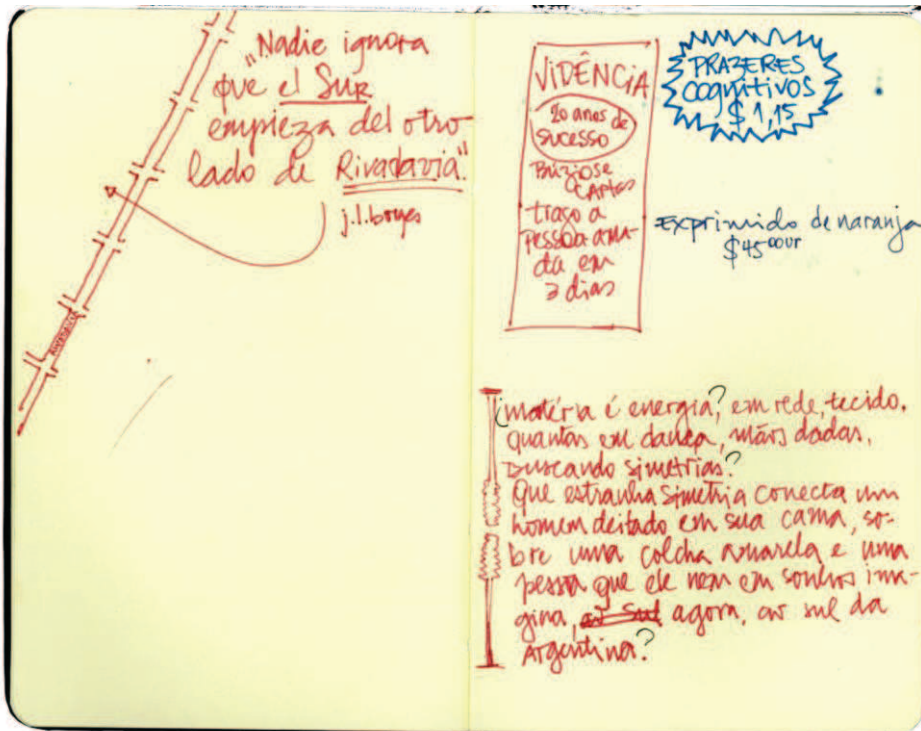 "Nadie ignora
que el Sur
empieza del otro
lado de Rivadavia"
j.l.borges
RIVADAVIA
VIDÊNCIA
20 anos de
sucesso
Búzios e
CARTAS
trago a
pessoa ama-
da em
3 dias
PRAZERES
cognitivos
$ 1,15
Exprimido de naranja
$45
matéria é energia? em rede, tecido.
quantas em dança, mãos dadas,
buscando simetrias?
Que estranha simetria conecta um
homem deitado em sua cama, so-
bre uma colcha amarela e uma
pessoa que ele nem em sonhos ima-
gina, ao sul agora, ao sul da
Argentina?